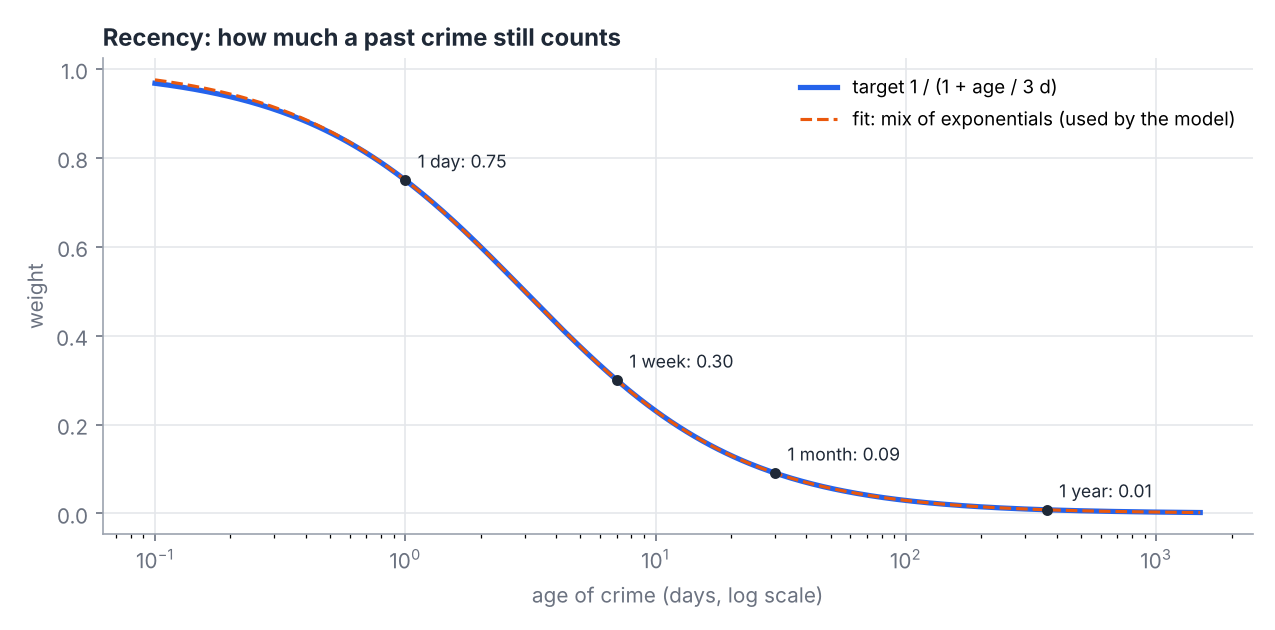 Recency: how much a past crime still counts
target 1 / (1 + age / 3 d)
fit: mix of exponentials (used by the model)
1.0
0.8
0.6
0.4
0.2
0.0
weight
1 day: 0.75
1 week: 0.30
1 month: 0.09
1 year: 0.01
10⁻¹ 10⁰ 10¹ 10² 10³
age of crime (days, log scale)